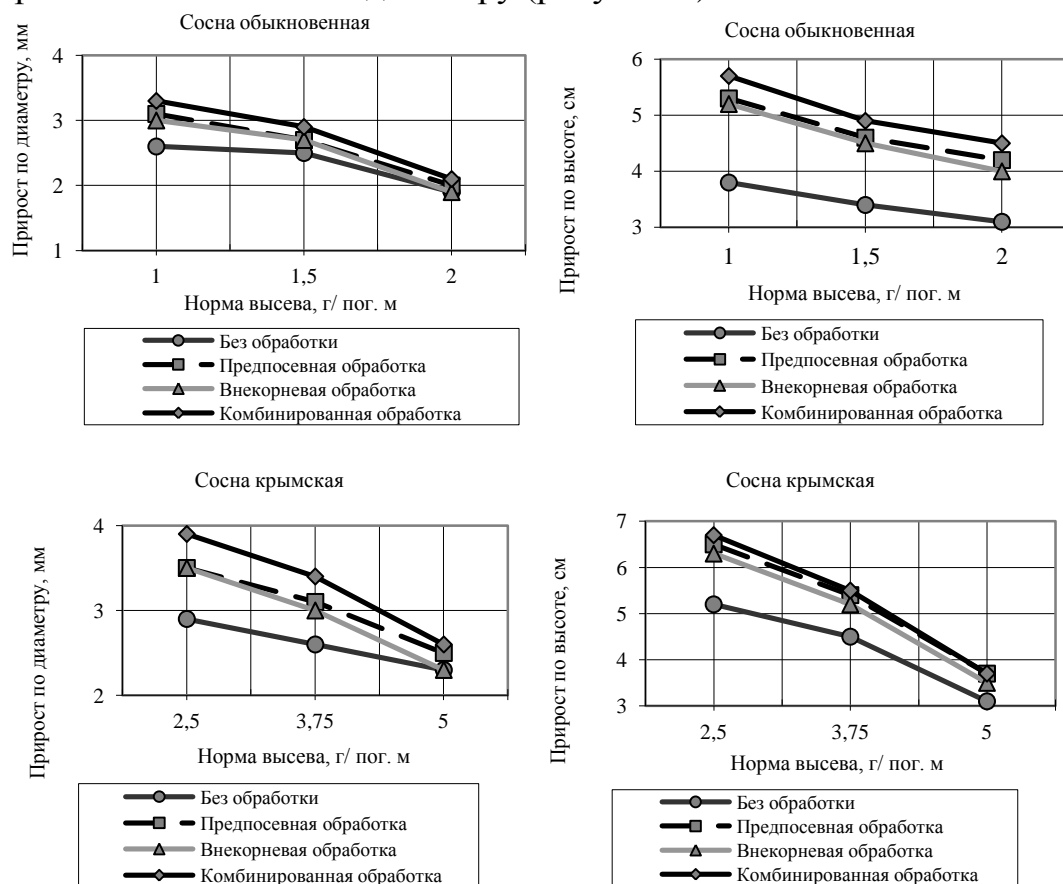 Сосна обыкновенная
Прирост по диаметру, мм
4
3
2
1
1
1,5
2
Норма высева, г/ пог. м
Без обработки
Предпосевная обработка
Внекорневая обработка
Комбинированная обработка
Сосна обыкновенная
Прирост по высоте, см
6
5
4
3
1
1,5
2
Норма высева, г/ пог. м
Без обработки
Предпосевная обработка
Внекорневая обработка
Комбинированная обработка
Сосна крымская
Прирост по диаметру, мм
4
3
2
2,5
3,75
5
Норма высева, г/ пог. м
Без обработки
Предпосевная обработка
Внекорневая обработка
Комбинированная обработка
Сосна крымская
Прирост по высоте, см
7
6
5
4
3
2,5
3,75
5
Норма высева, г/ пог. м
Без обработки
Предпосевная обработка
Внекорневая обработка
Комбинированная обработка